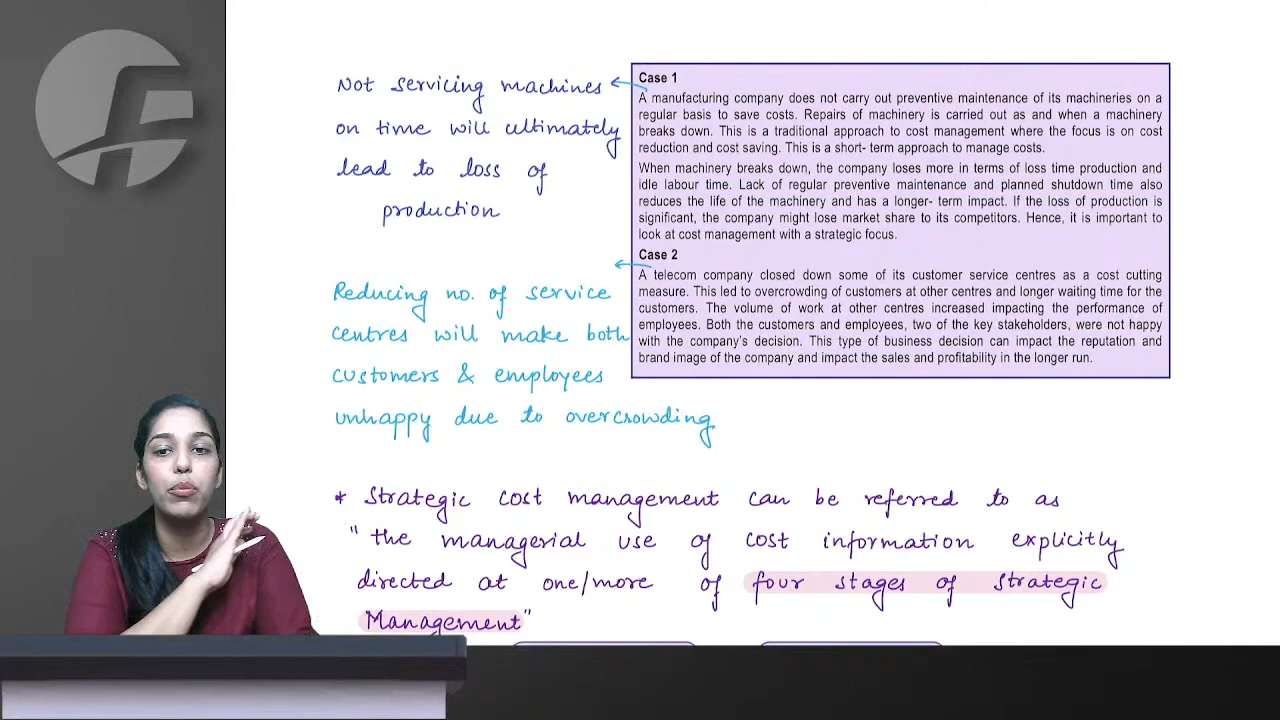 Not servicing machines
on time will ultimately
lead to loss of
production
Case 1
A manufacturing company does not carry out preventive maintenance of its machineries on a
regular basis to save costs. Repairs of machinery is carried out as and when a machinery
breaks down. This is a traditional approach to cost management where the focus is on cost
reduction and cost saving. This is a short- term approach to manage costs.
When machinery breaks down, the company loses more in terms of loss time production and
idle labour time. Lack of regular preventive maintenance and planned shutdown time also
reduces the life of the machinery and has a longer- term impact. If the loss of production is
significant, the company might lose market share to its competitors. Hence, it is important to
look at cost management with a strategic focus.
Case 2
A telecom company closed down some of its customer service centres as a cost cutting
measure. This led to overcrowding of customers at other centres and longer waiting time for the
customers. The volume of work at other centres increased impacting the performance of
employees. Both the customers and employees, two of the key stakeholders, were not happy
with the company's decision. This type of business decision can impact the reputation and
brand image of the company and impact the sales and profitability in the longer run.
Reducing no. of service
centres will make both
customers & employees
unhappy due to overcrowding
* Strategic cost management can be referred to as
"the managerial use of cost information explicitly
directed at one/more of four stages of Strategic
Management"